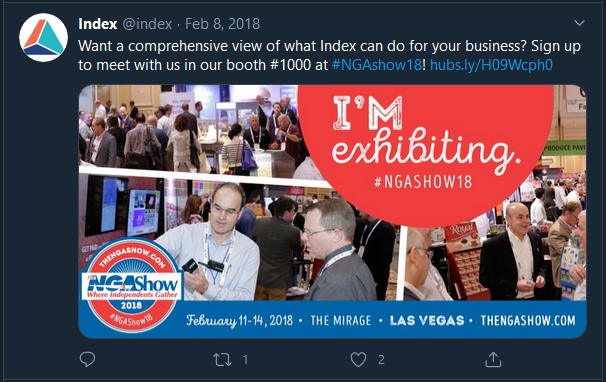 Index @index · Feb 8, 2018
Want a comprehensive view of what Index can do for your business? Sign up
to meet with us in our booth #1000 at #NGAshow18! hubs.ly/H09Wcph0
I'M
exhibiting.
#NGASHOW18
PRODUCE PAVI
Royal
THENGASHOW.COM
NGAShow
Where Independents Gather
2018
#NGAShow18
February 11-14, 2018 • THE MIRAGE • LAS VEGAS • THENGASHOW.COM
1
2